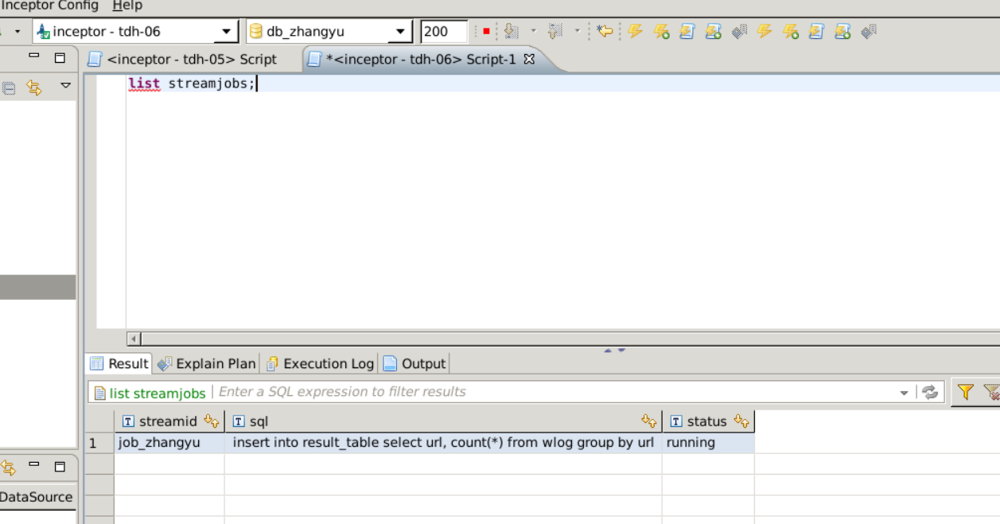 Inceptor Config Help
inceptor - tdh-06 db_zhangyu 200
<inceptor - tdh-05> Script *<inceptor - tdh-06> Script-1
list streamjobs;
Result Explain Plan Execution Log Output
list streamjobs Enter a SQL expression to filter results
T streamid T sql T status
1 job_zhangyu insert into result_table select url, count(*) from wlog group by url running
DataSource